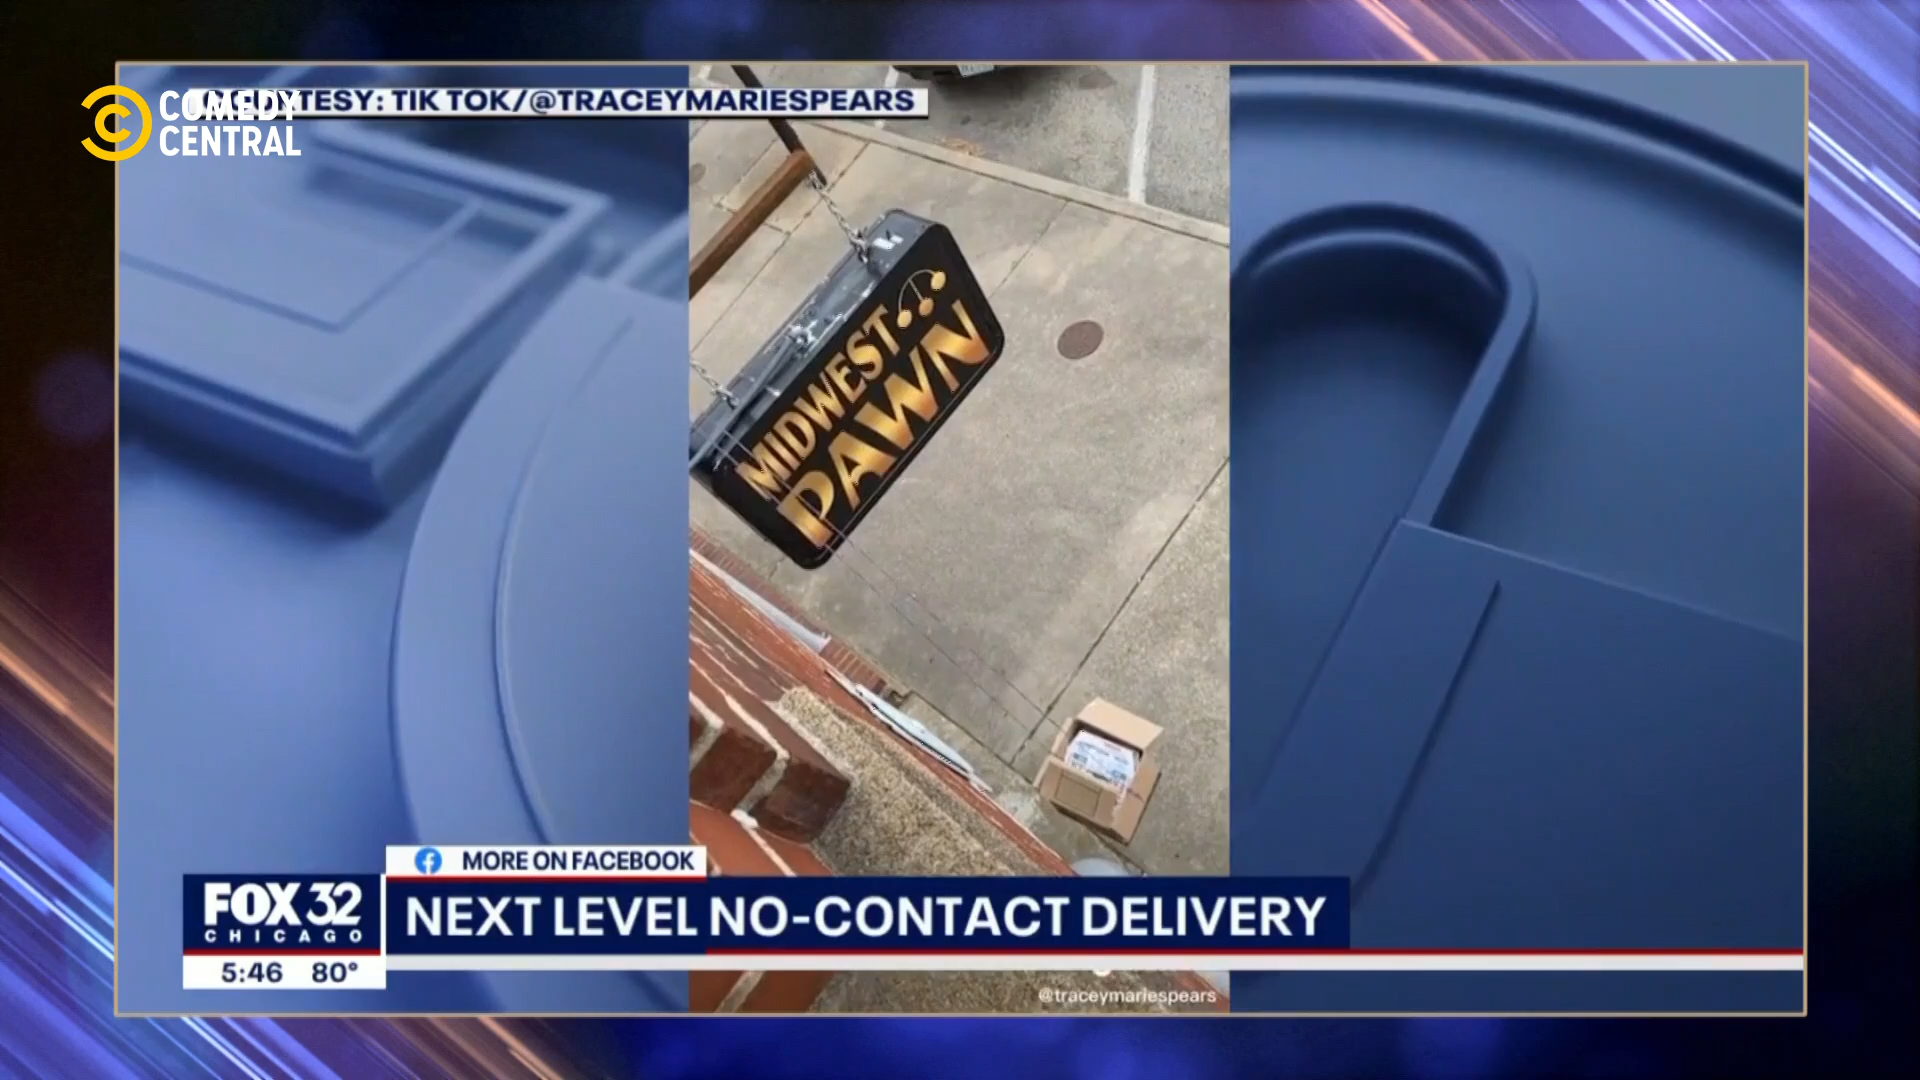 COMEDY
CENTRAL
COURTESY: TIK TOK/@TRACEYMARIESPEARS
MIDWEST
PAWN
MORE ON FACEBOOK
FOX 32
CHICAGO
NEXT LEVEL NO-CONTACT DELIVERY
5:46 80°
@traceymariespears